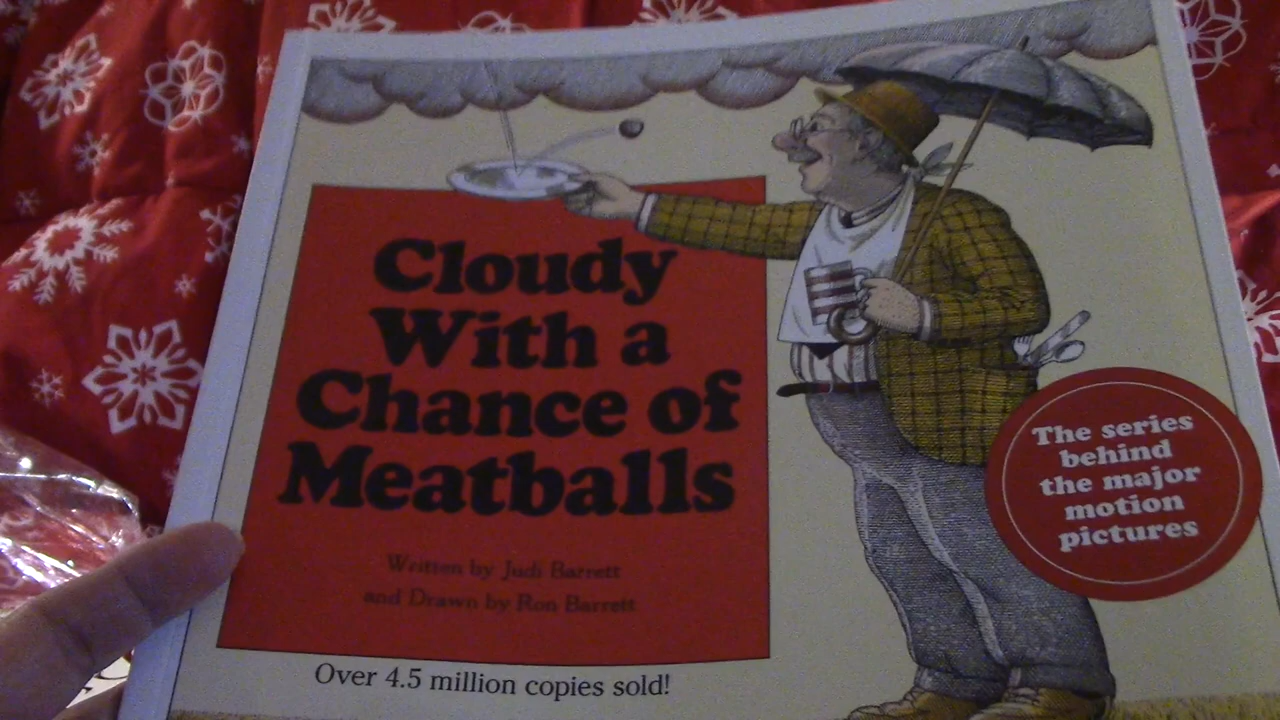 Cloudy
With a
Chance of
Meatballs
Written by Judi Barrett
and Drawn by Ron Barrett
Over 4.5 million copies sold!
The series
behind
the major
motion
pictures